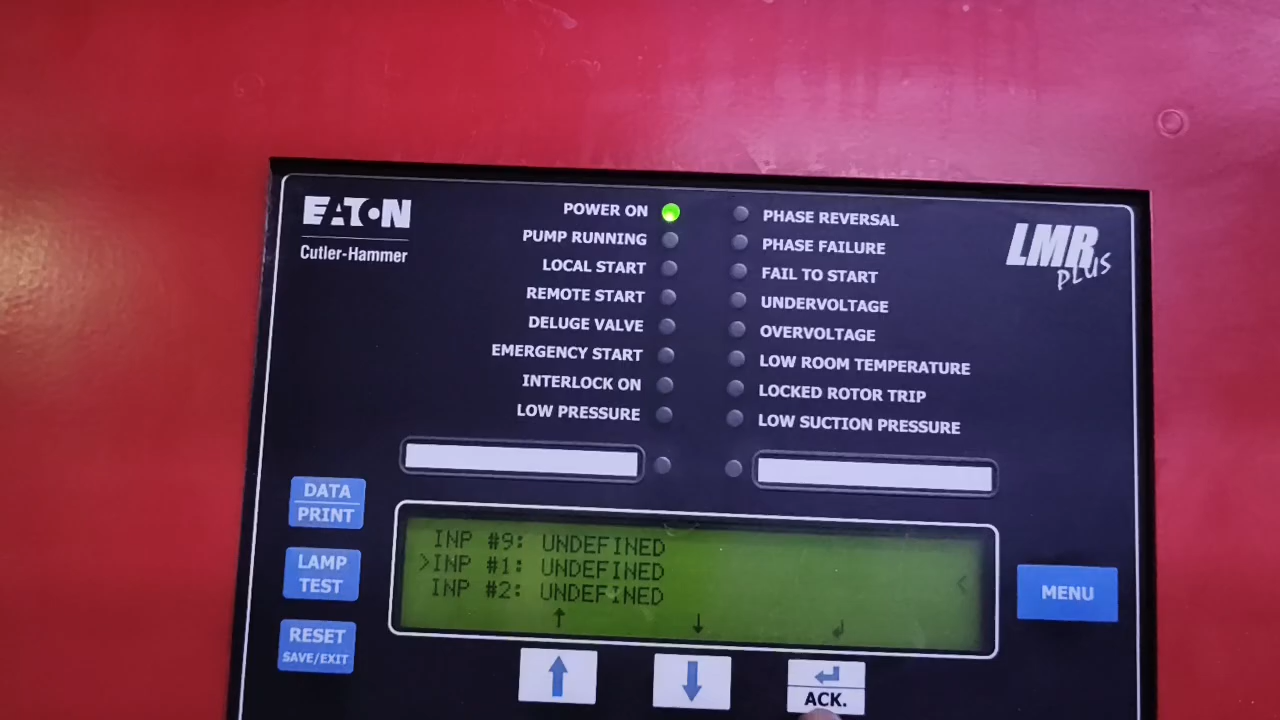 EATON
Cutler-Hammer
LMR
PLUS
POWER ON
PUMP RUNNING
LOCAL START
REMOTE START
DELUGE VALVE
EMERGENCY START
INTERLOCK ON
LOW PRESSURE
PHASE REVERSAL
PHASE FAILURE
FAIL TO START
UNDERVOLTAGE
OVERVOLTAGE
LOW ROOM TEMPERATURE
LOCKED ROTOR TRIP
LOW SUCTION PRESSURE
DATA
PRINT
LAMP
TEST
RESET
SAVE/EXIT
INP #9: UNDEFINED
>INP #1: UNDEFINED <
INP #2: UNDEFINED
↑ ↓ ↲
MENU
ACK.